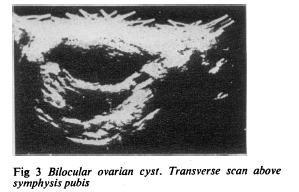 Fig 3 Bilocular ovarian cyst. Transverse scan above
symphysis pubis